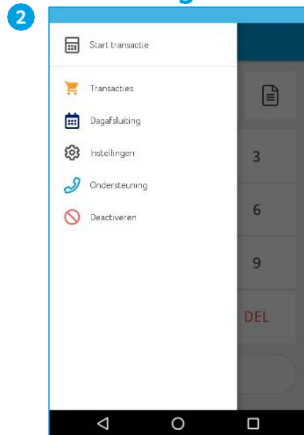 2
Start transactie
Transacties
Dagafsluiting
3
Instellingen
Ondersteuning
6
Deactiveren
9
DEL